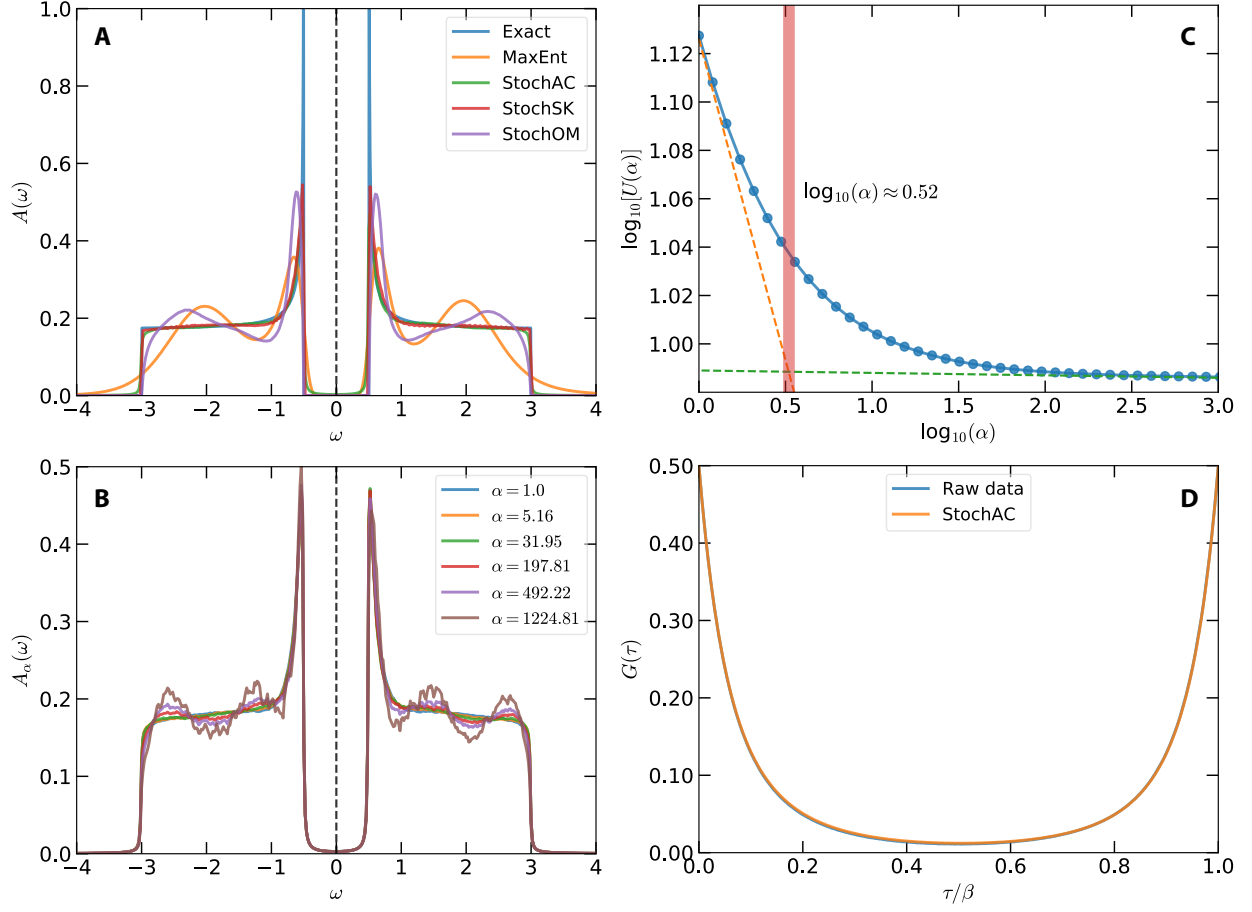 A
Exact
MaxEnt
StochAC
StochSK
StochOM
1.0
0.8
0.6
0.4
0.2
0.0
A(ω)
−4 −3 −2 −1 0 1 2 3 4
ω
C
log₁₀(α) ≈ 0.52
1.12
1.10
1.08
1.06
1.04
1.02
1.00
log₁₀[U(α)]
0.0 0.5 1.0 1.5 2.0 2.5 3.0
log₁₀(α)
B
α = 1.0
α = 5.16
α = 31.95
α = 197.81
α = 492.22
α = 1224.81
0.5
0.4
0.3
0.2
0.1
0.0
Aα(ω)
−4 −3 −2 −1 0 1 2 3 4
ω
D
Raw data
StochAC
0.50
0.40
0.30
0.20
0.10
0.00
G(τ)
0.0 0.2 0.4 0.6 0.8 1.0
τ/β